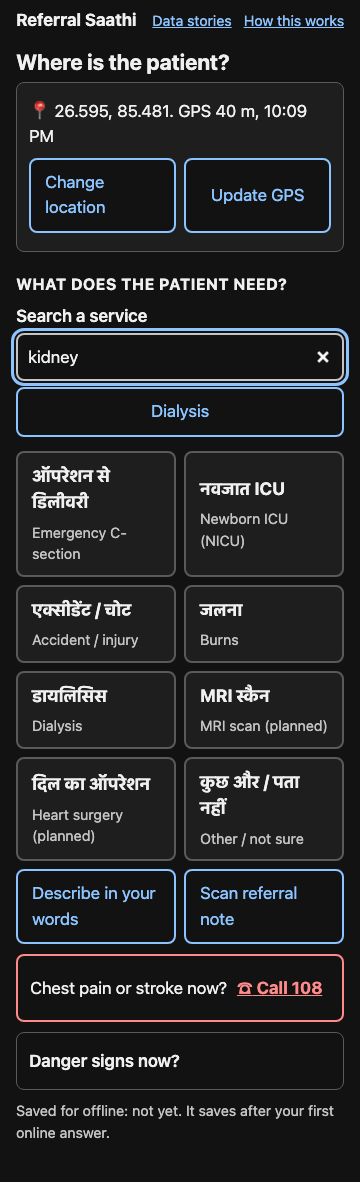 Referral Saathi Data stories How this works
Where is the patient?
📍 26.595, 85.481. GPS 40 m, 10:09
PM
Change
location
Update GPS
WHAT DOES THE PATIENT NEED?
Search a service
kidney ×
Dialysis
ऑपरेशन से
डिलीवरी
Emergency C-
section
नवजात ICU
Newborn ICU
(NICU)
एक्सीडेंट / चोट
Accident / injury
जलना
Burns
डायलिसिस
Dialysis
MRI स्कैन
MRI scan (planned)
दिल का ऑपरेशन
Heart surgery
(planned)
कुछ और / पता
नहीं
Other / not sure
Describe in your
words
Scan referral
note
Chest pain or stroke now? ☎ Call 108
Danger signs now?
Saved for offline: not yet. It saves after your first
online answer.